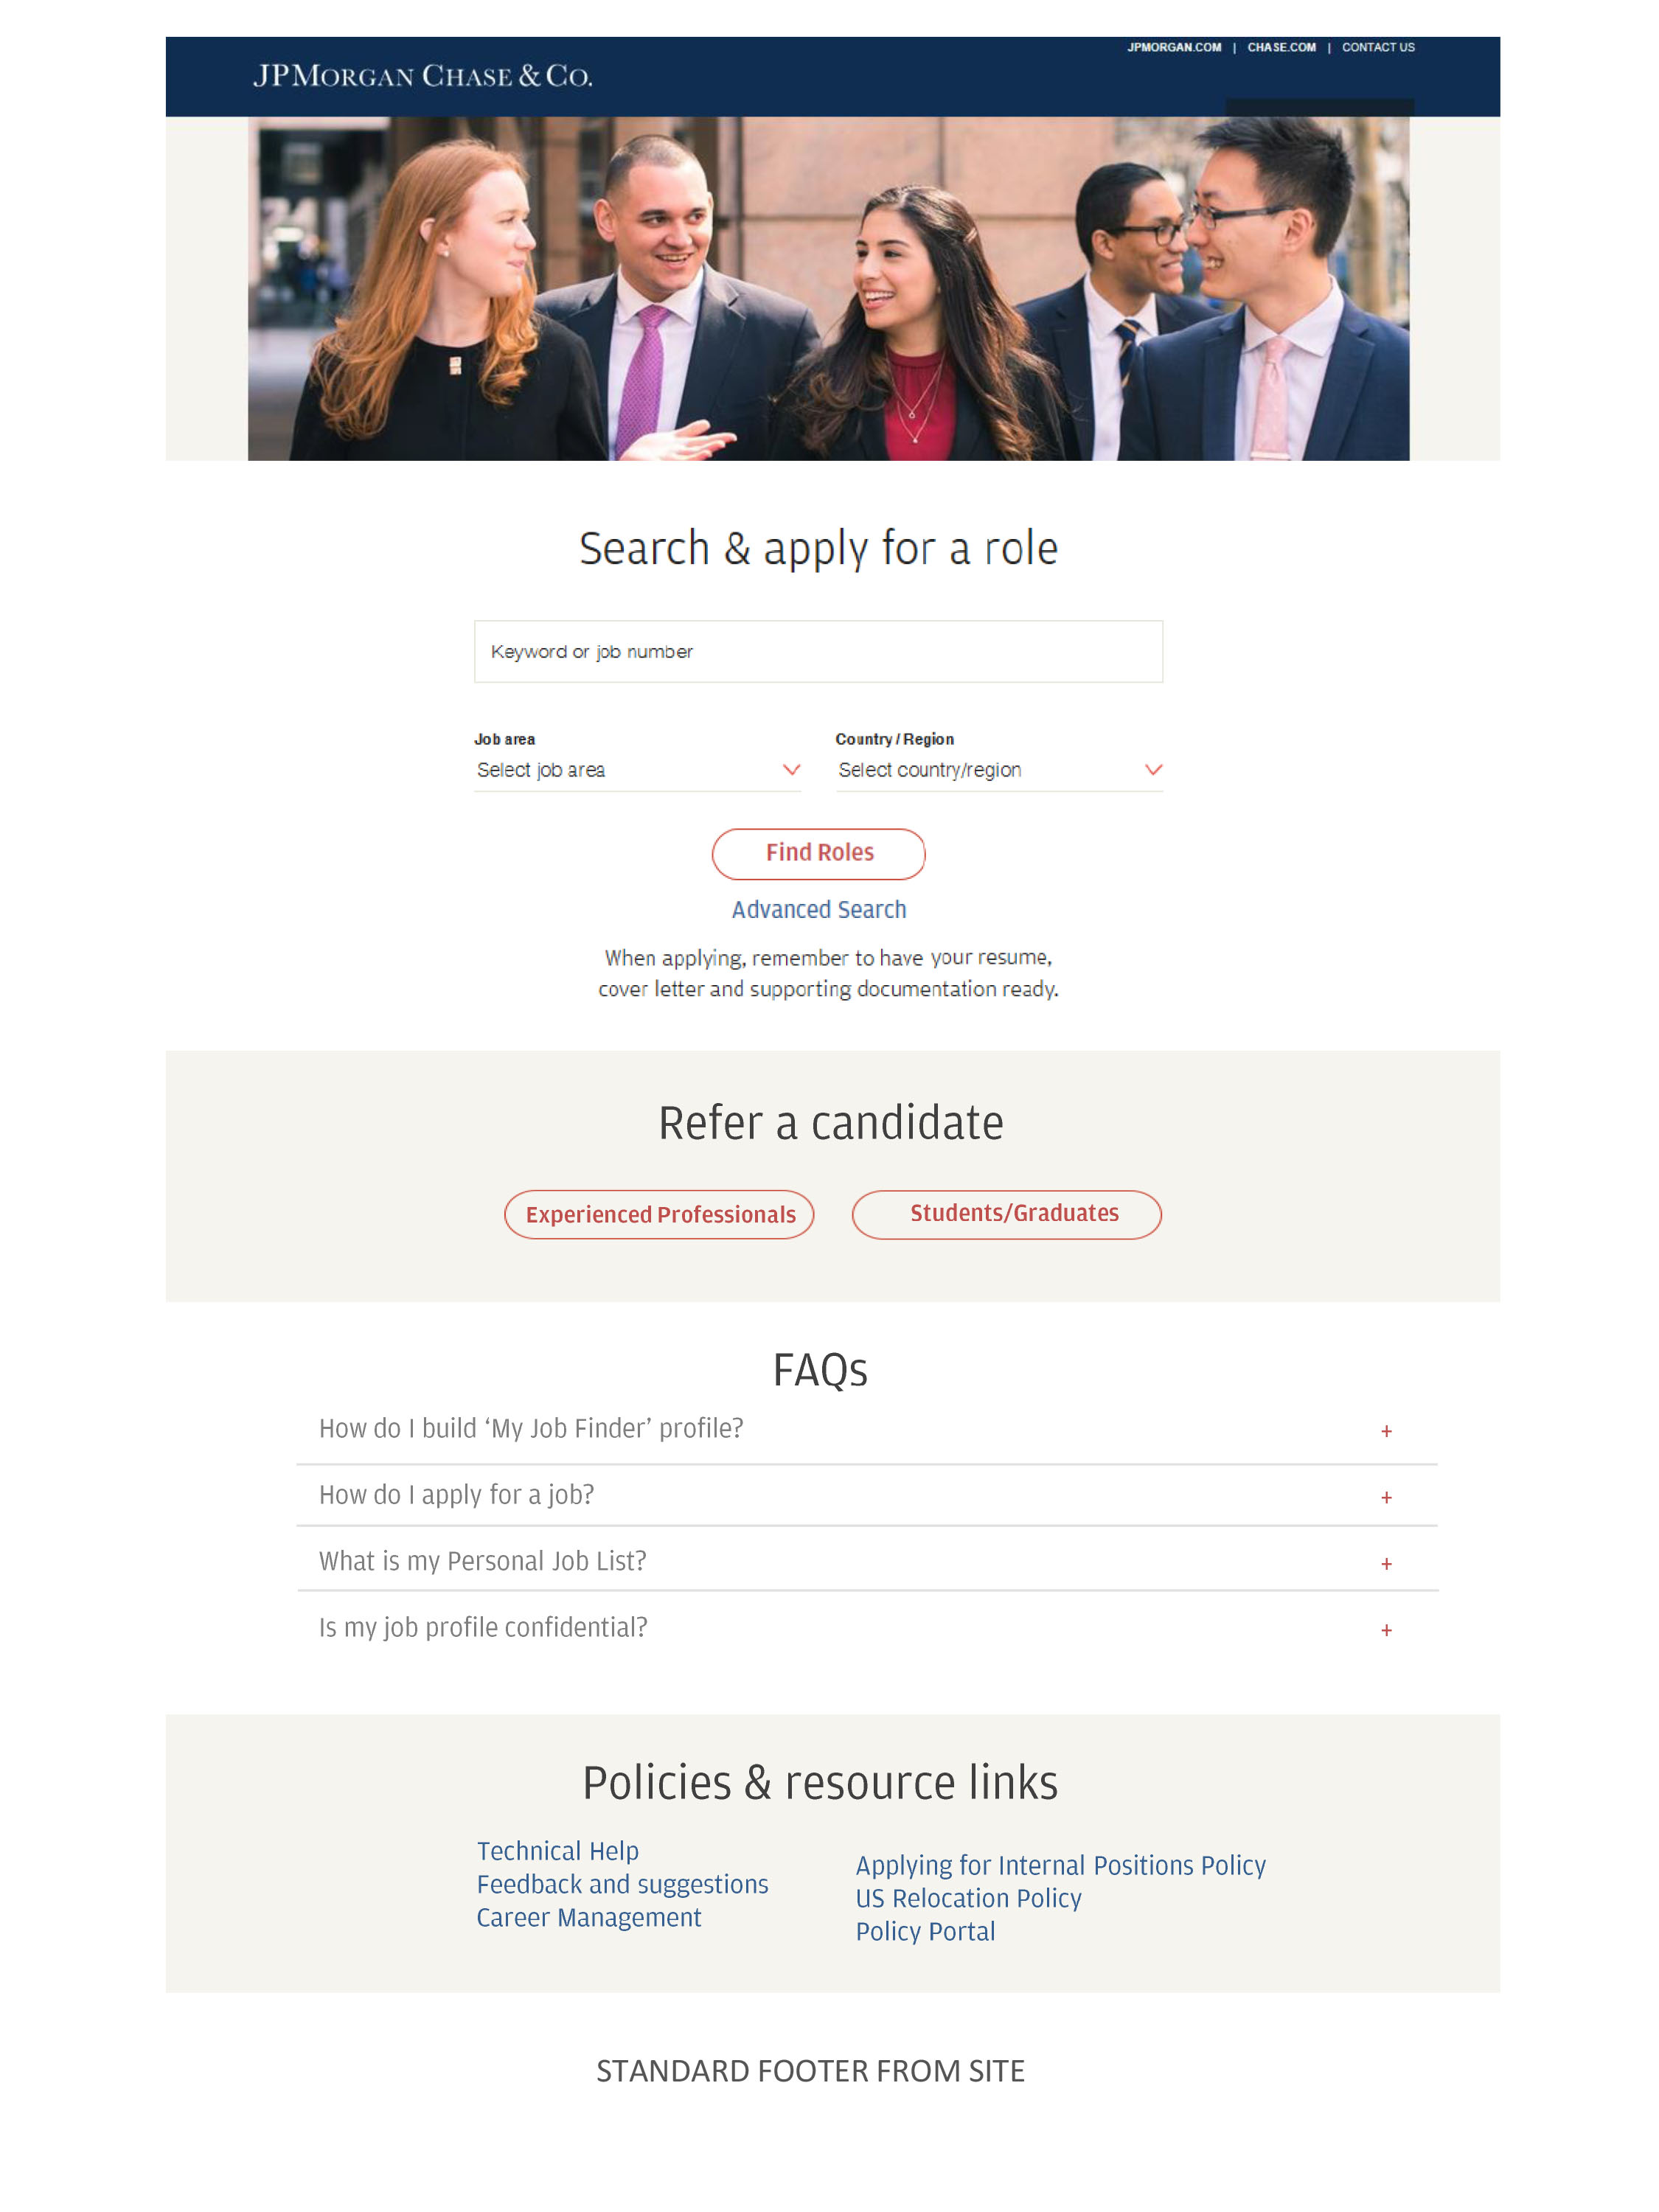 JPMORGAN CHASE & CO.
JPMORGAN.COM | CHASE.COM | CONTACT US
Search & apply for a role
Keyword or job number
Job area
Select job area
Country / Region
Select country/region
Find Roles
Advanced Search
When applying, remember to have your resume,
cover letter and supporting documentation ready.
Refer a candidate
Experienced Professionals
Students/Graduates
FAQs
How do I build ‘My Job Finder’ profile? +
How do I apply for a job? +
What is my Personal Job List? +
Is my job profile confidential? +
Policies & resource links
Technical Help
Feedback and suggestions
Career Management
Applying for Internal Positions Policy
US Relocation Policy
Policy Portal
STANDARD FOOTER FROM SITE